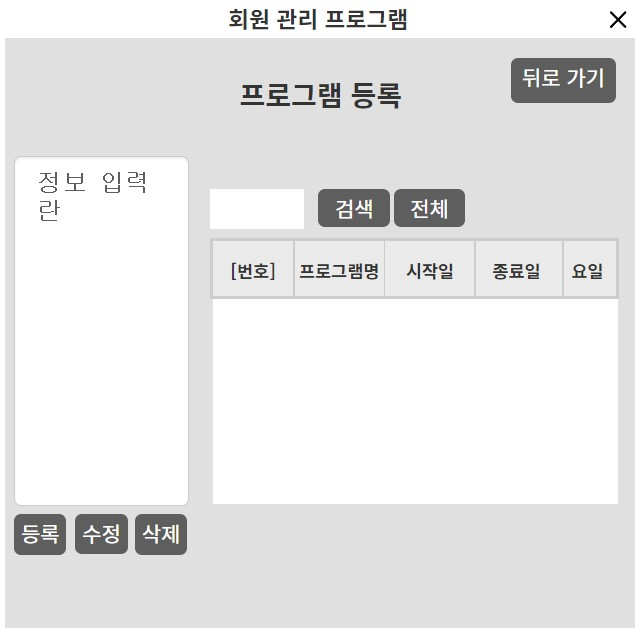 회원 관리 프로그램
뒤로 가기
프로그램 등록
정보 입력
란
검색 전체
[번호] 프로그램명 시작일 종료일 요일
등록 수정 삭제